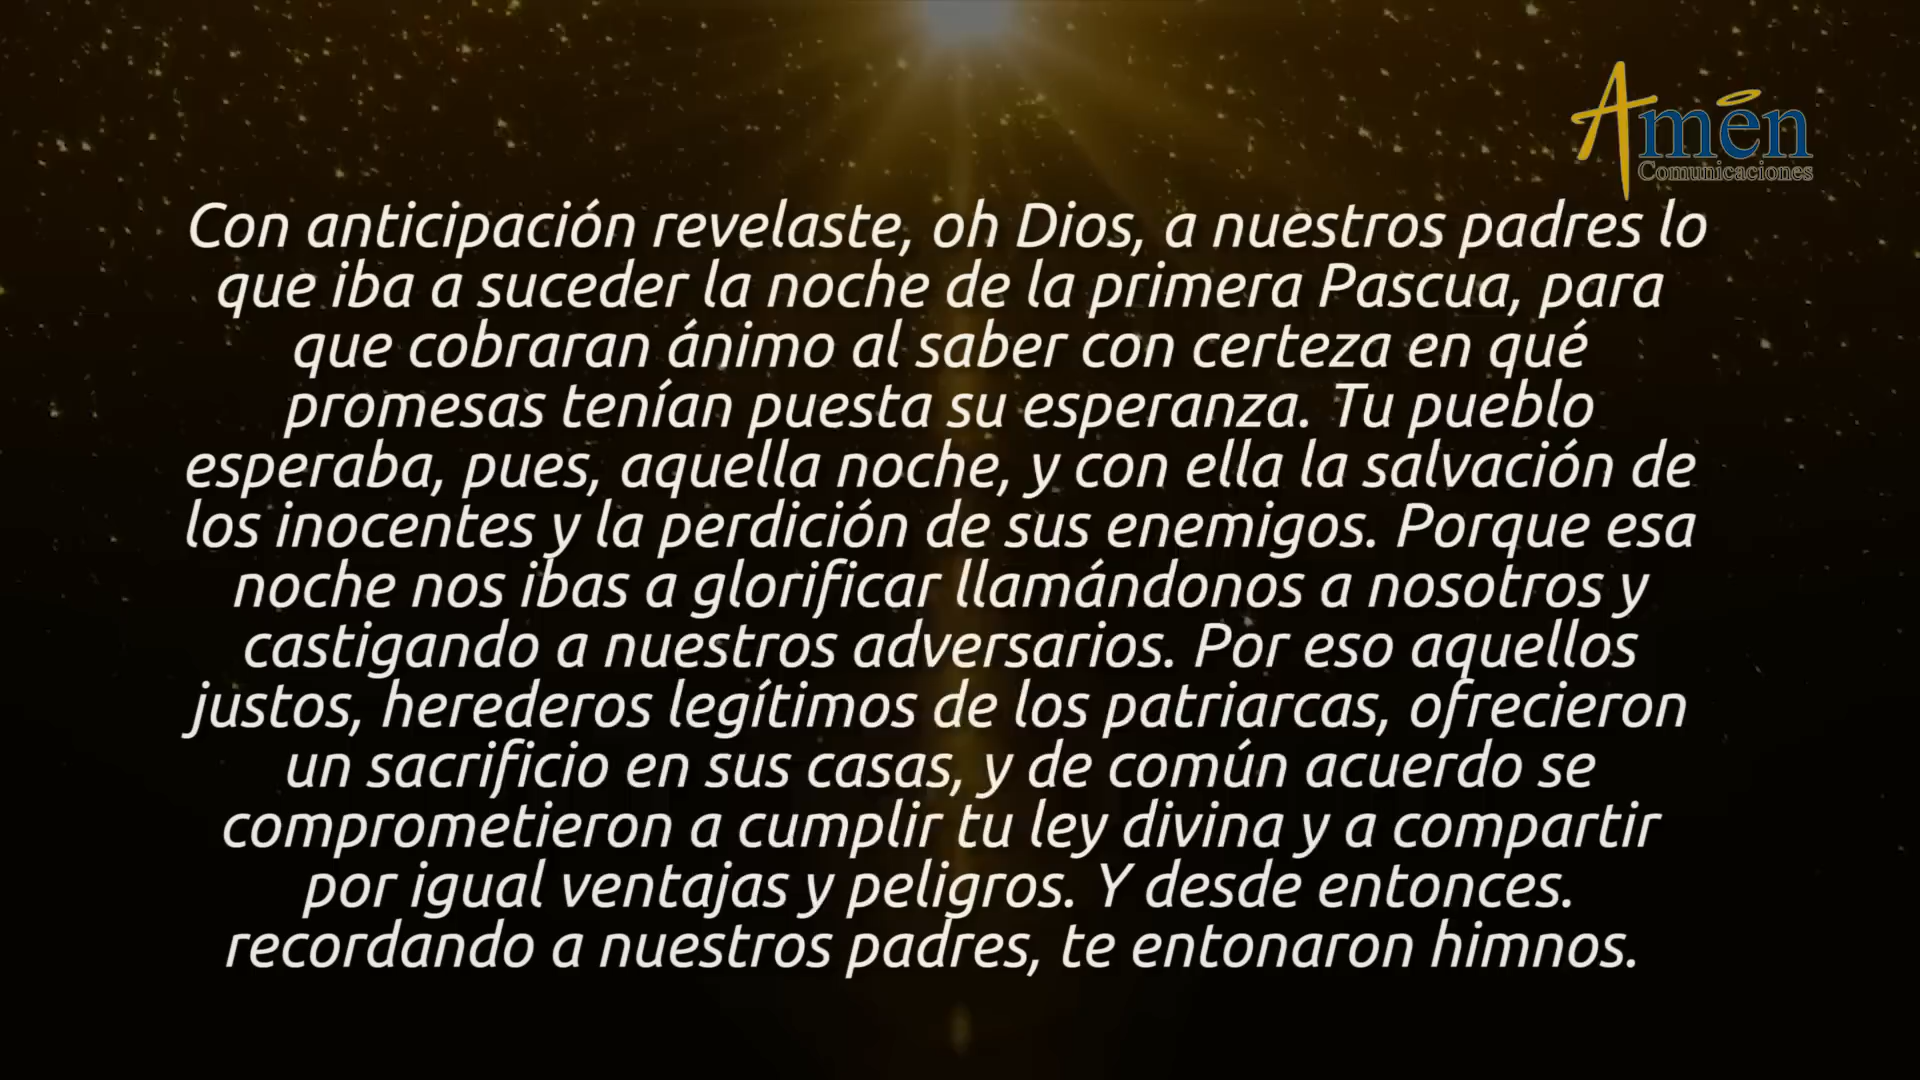 Amén
Comunicaciones
Con anticipación revelaste, oh Dios, a nuestros padres lo
que iba a suceder la noche de la primera Pascua, para
que cobraran ánimo al saber con certeza en qué
promesas tenían puesta su esperanza. Tu pueblo
esperaba, pues, aquella noche, y con ella la salvación de
los inocentes y la perdición de sus enemigos. Porque esa
noche nos ibas a glorificar llamándonos a nosotros y
castigando a nuestros adversarios. Por eso aquellos
justos, herederos legítimos de los patriarcas, ofrecieron
un sacrificio en sus casas, y de común acuerdo se
comprometieron a cumplir tu ley divina y a compartir
por igual ventajas y peligros. Y desde entonces.
recordando a nuestros padres, te entonaron himnos.